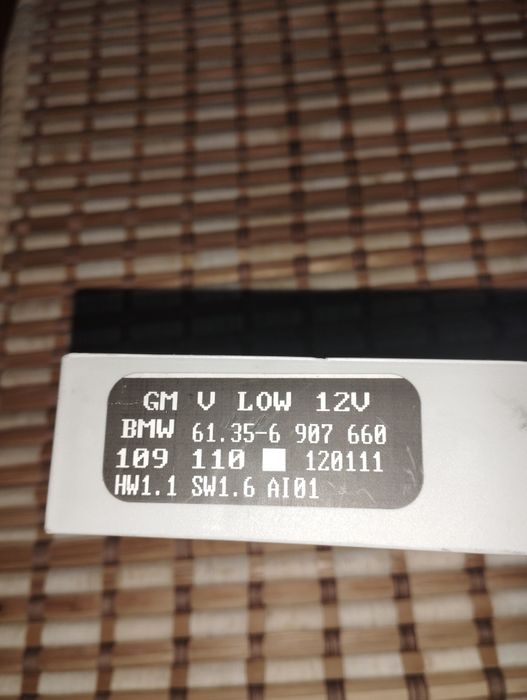 GM V LOW 12V
BMW 61.35-6 907 660
109 110 120111
HW1.1 SW1.6 AI01